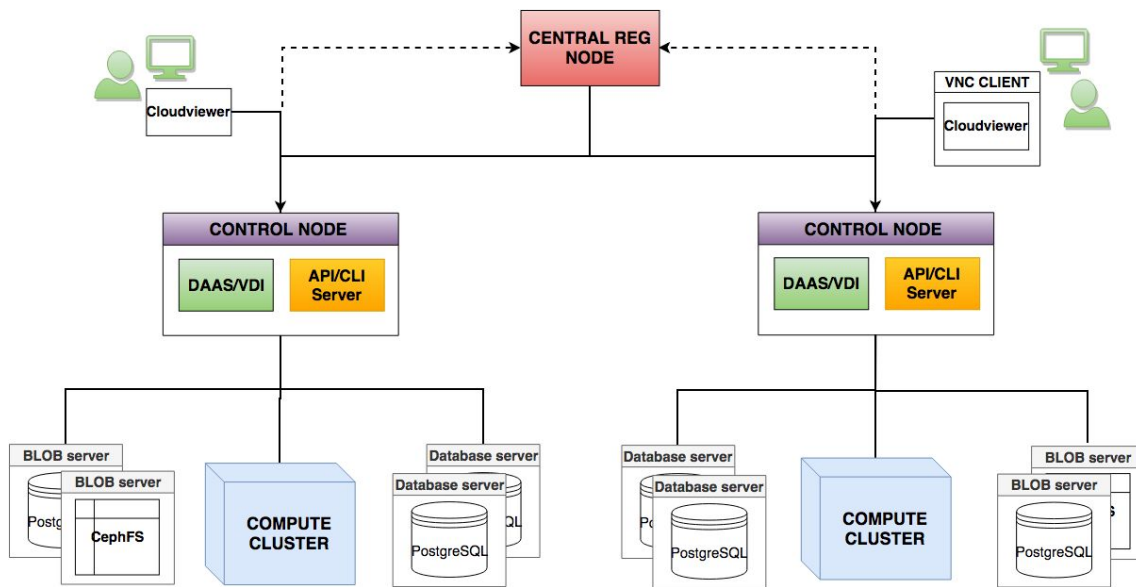 CENTRAL REG
NODE
Cloudviewer
VNC CLIENT
Cloudviewer
CONTROL NODE
DAAS/VDI
API/CLI
Server
CONTROL NODE
DAAS/VDI
API/CLI
Server
BLOB server
BLOB server
CephFS
COMPUTE
CLUSTER
Database server
Database server
PostgreSQL
Database server
Database server
PostgreSQL
COMPUTE
CLUSTER
BLOB server
BLOB server
PostgreSQL